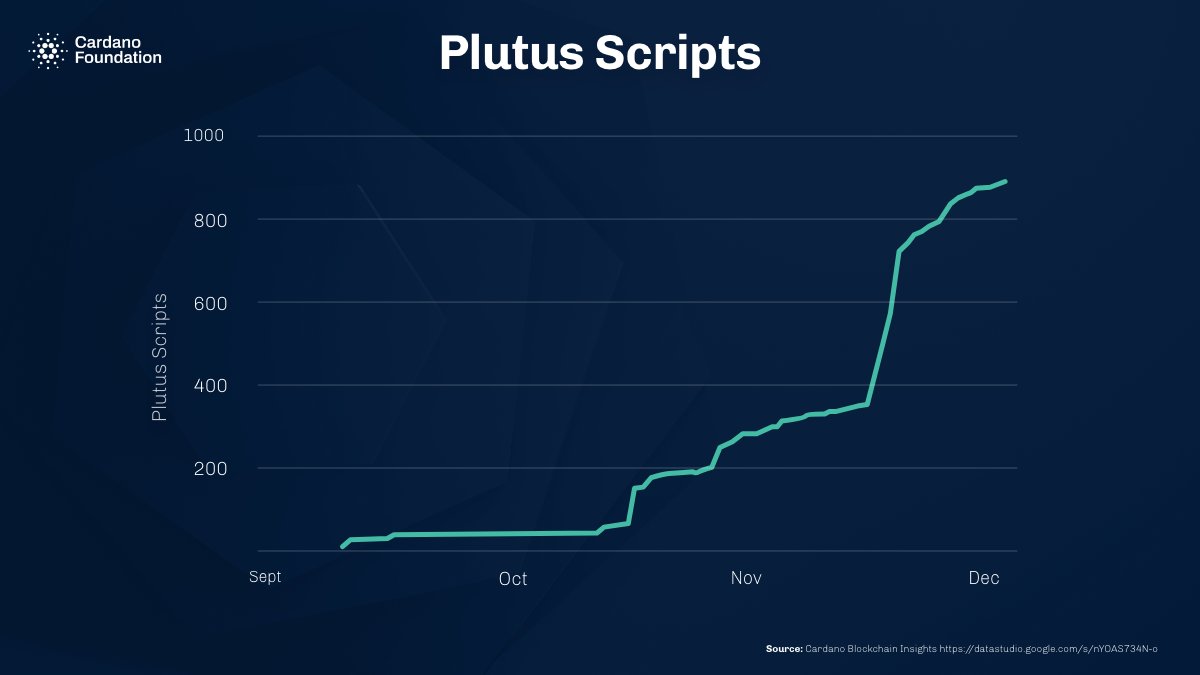 Cardano
Foundation
Plutus Scripts
1000
800
600
400
200
Plutus Scripts
Sept
Oct
Nov
Dec
Source: Cardano Blockchain Insights https://datastudio.google.com/s/nYOAS734N-o